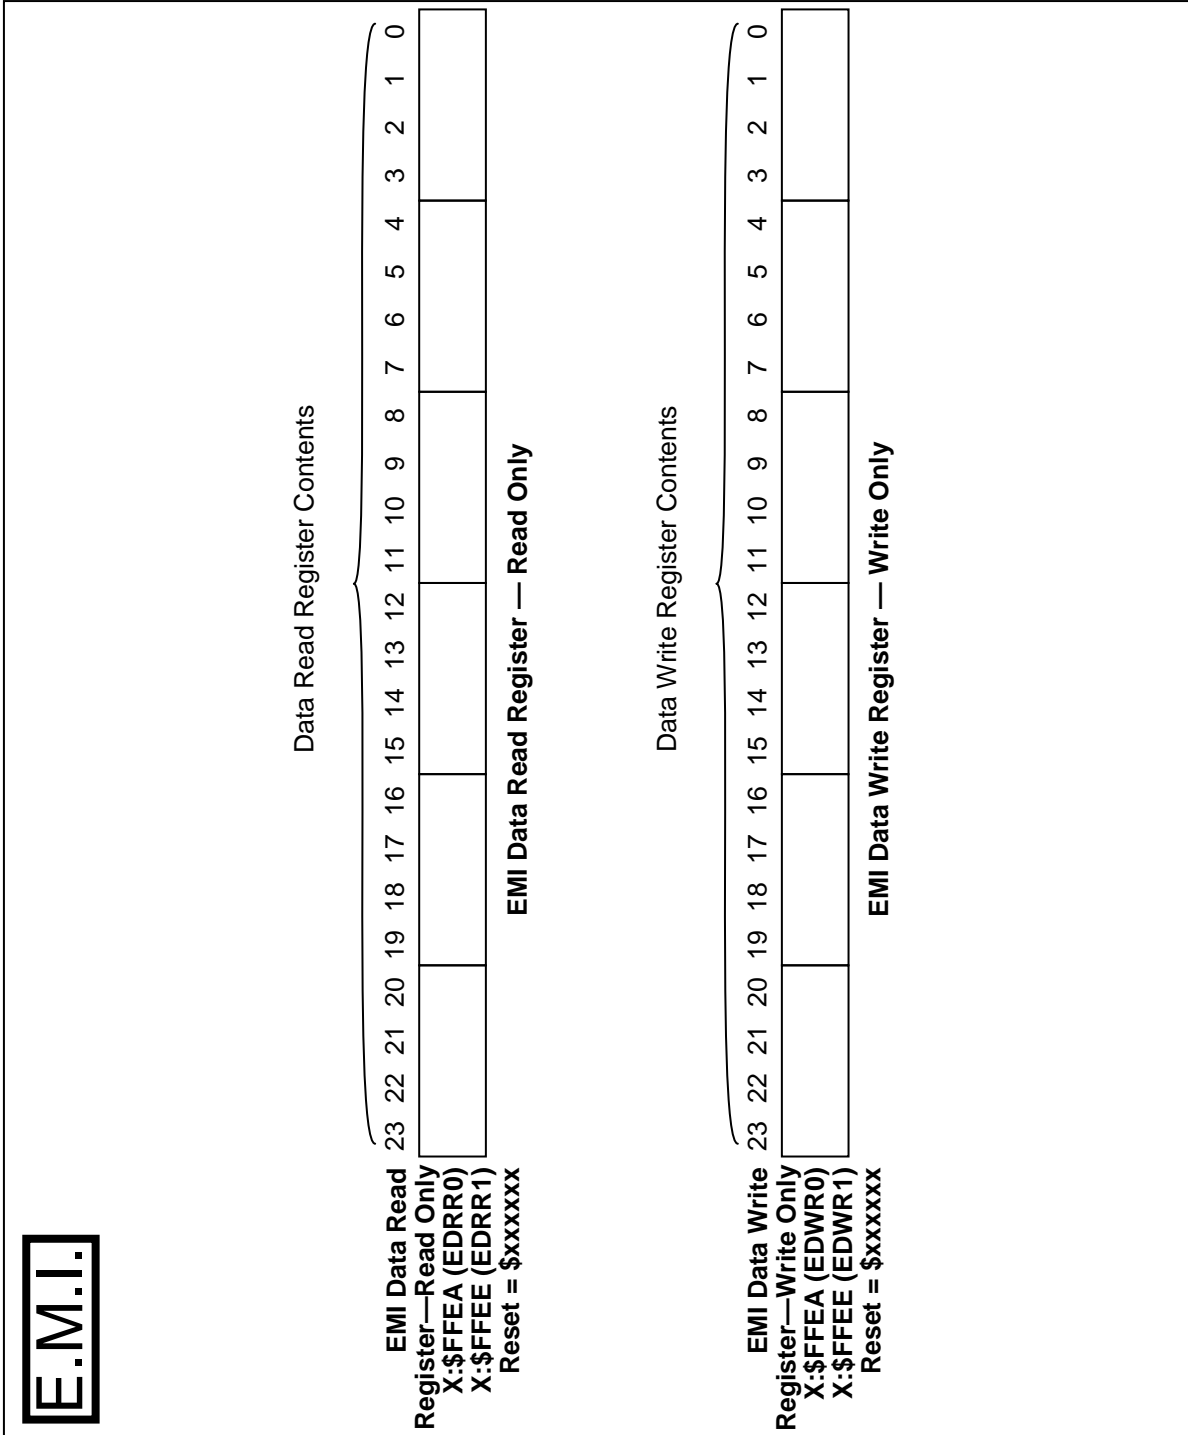 E.M.I.
Data Read Register Contents
23 22 21 20 19 18 17 16 15 14 13 12 11 10 9 8 7 6 5 4 3 2 1 0
EMI Data Read
Register—Read Only
X:$FFEA (EDRR0)
X:$FFEE (EDRR1)
Reset = $xxxxxx
EMI Data Read Register — Read Only
Data Write Register Contents
23 22 21 20 19 18 17 16 15 14 13 12 11 10 9 8 7 6 5 4 3 2 1 0
EMI Data Write
Register—Write Only
X:$FFEA (EDWR0)
X:$FFEE (EDWR1)
Reset = $xxxxxx
EMI Data Write Register — Write Only